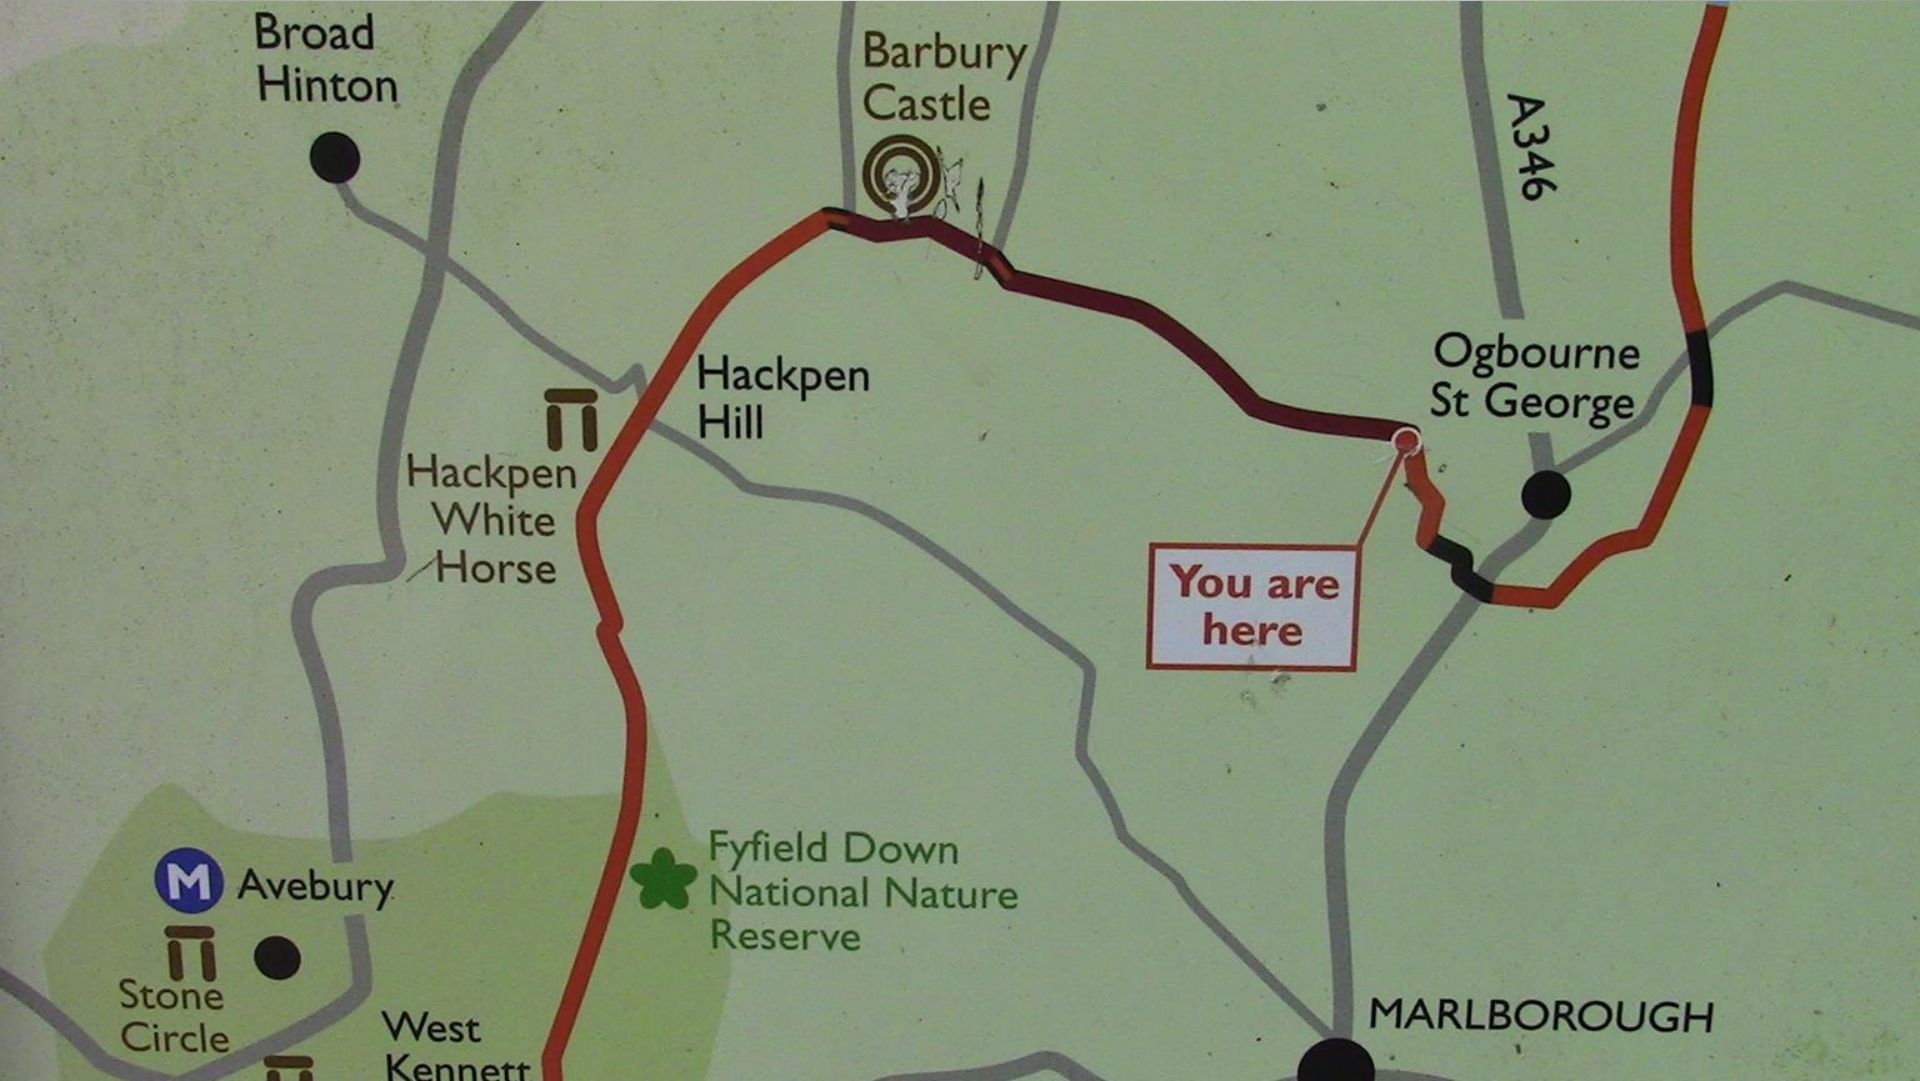 Broad
Hinton
Barbury
Castle
A346
Ogbourne
St George
Hackpen
Hill
Hackpen
White
Horse
You are
here
Fyfield Down
National Nature
Reserve
M
Avebury
Stone
Circle
West
Kennett
MARLBOROUGH